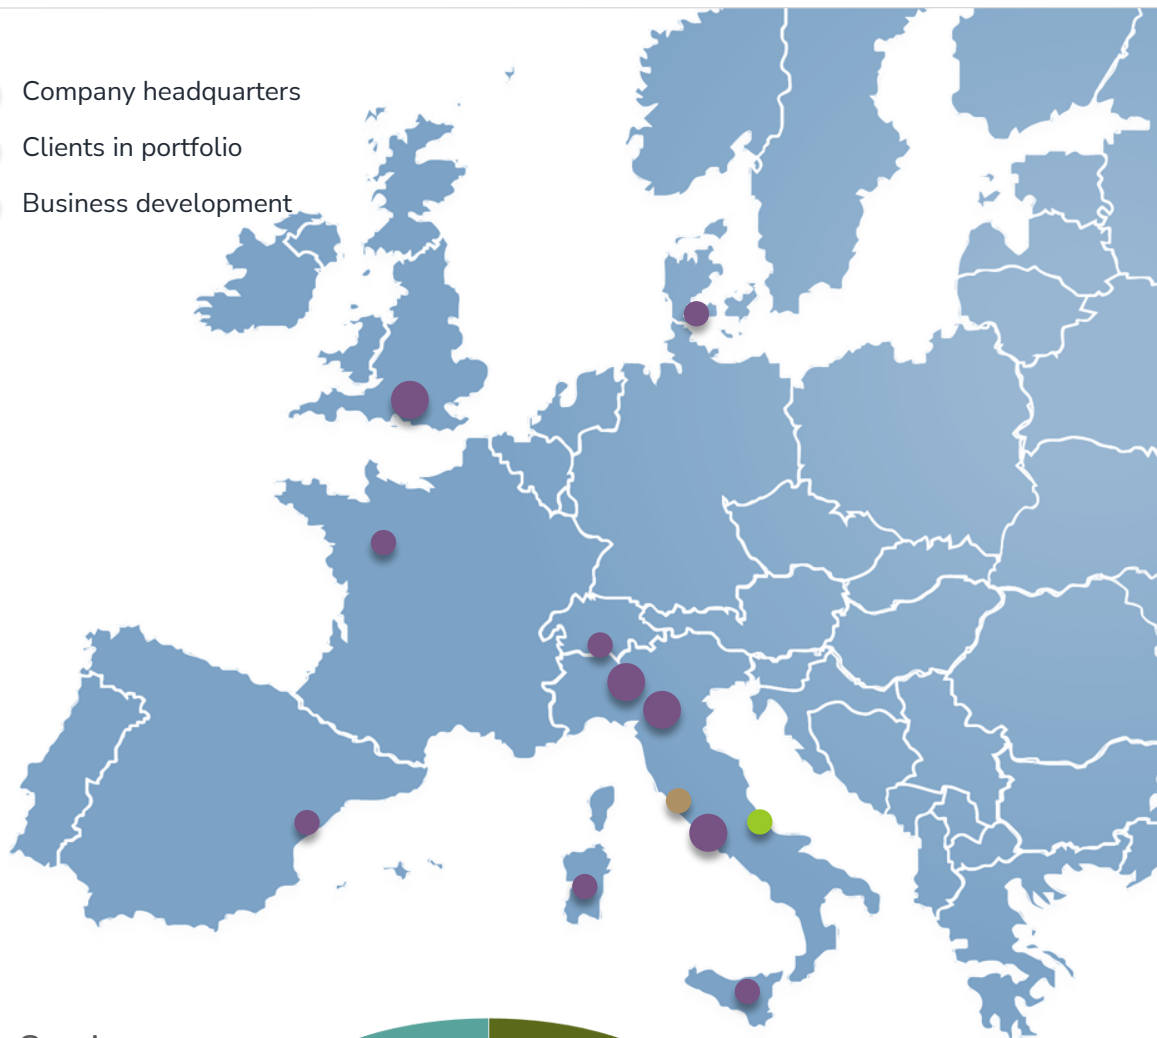 Company headquarters
Clients in portfolio
Business development